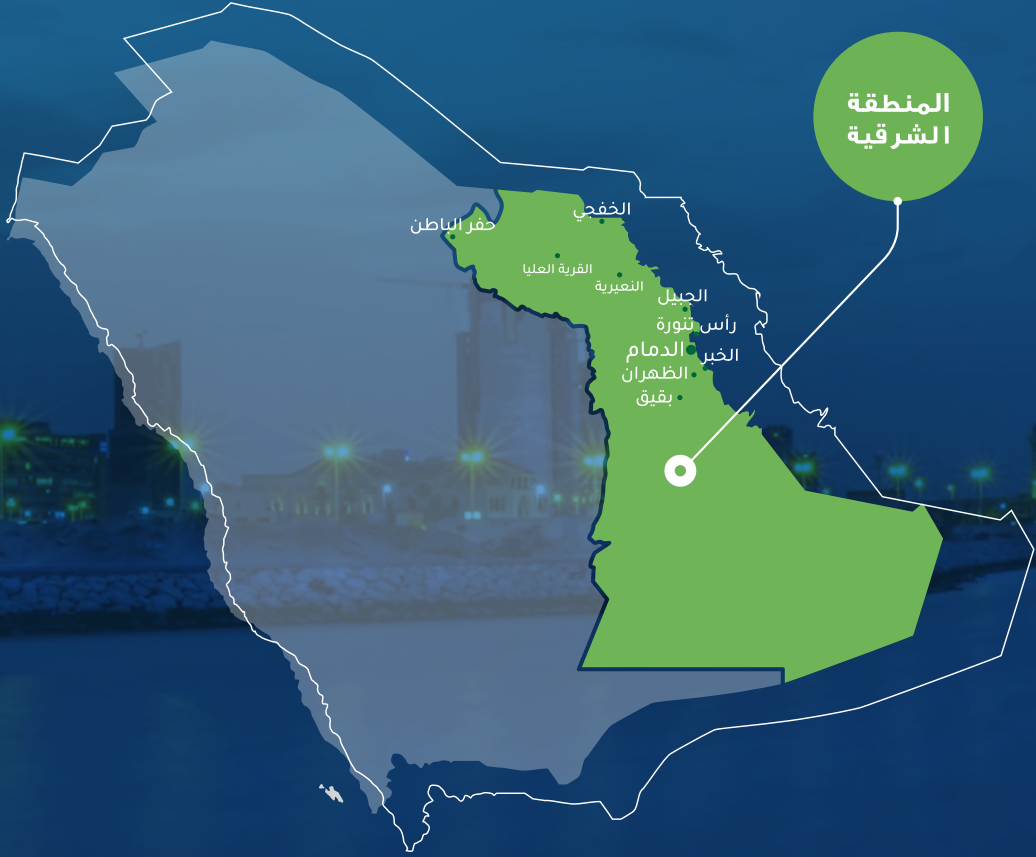 المنطقة
الشرقية
الخفجي
حفر الباطن
القرية العليا
النعيرية
الجبيل
رأس تنورة
الدمام
الخبر
الظهران
بقيق